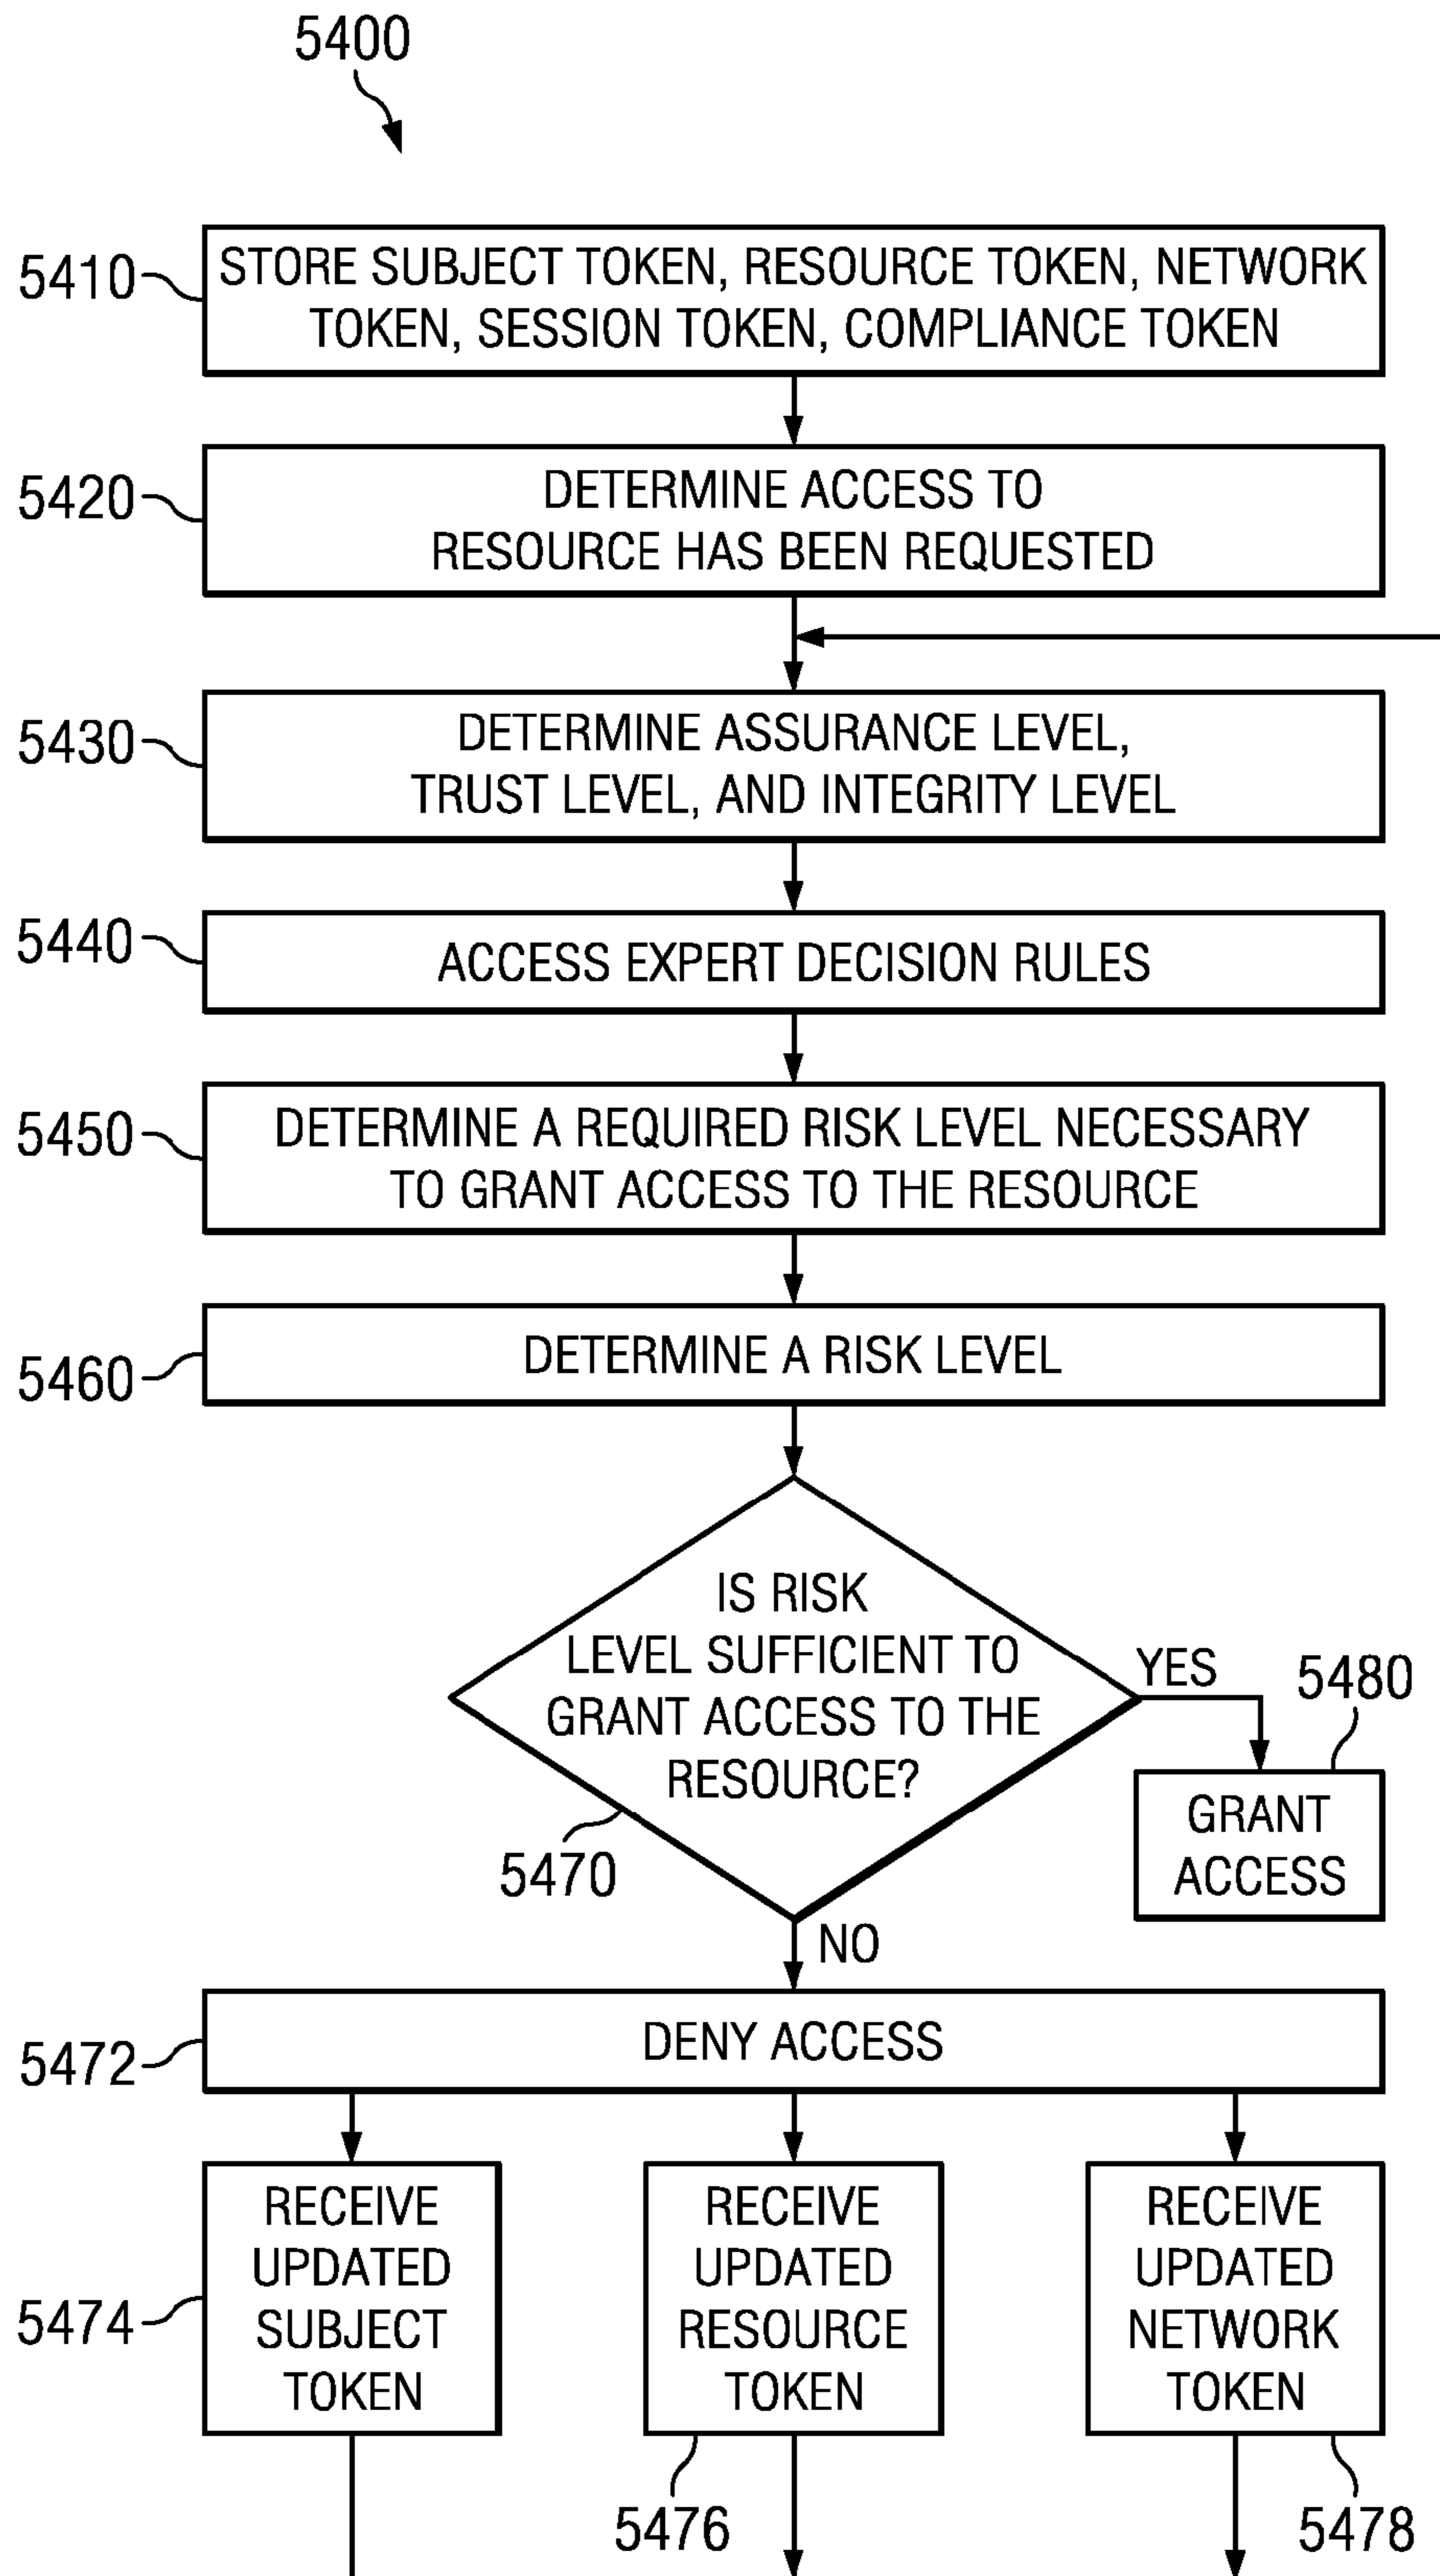 5400
5410
STORE SUBJECT TOKEN, RESOURCE TOKEN, NETWORK
TOKEN, SESSION TOKEN, COMPLIANCE TOKEN
5420
DETERMINE ACCESS TO
RESOURCE HAS BEEN REQUESTED
5430
DETERMINE ASSURANCE LEVEL,
TRUST LEVEL, AND INTEGRITY LEVEL
5440
ACCESS EXPERT DECISION RULES
5450
DETERMINE A REQUIRED RISK LEVEL NECESSARY
TO GRANT ACCESS TO THE RESOURCE
5460
DETERMINE A RISK LEVEL
IS RISK
LEVEL SUFFICIENT TO
GRANT ACCESS TO THE
RESOURCE?
5470
YES
5480
GRANT
ACCESS
NO
5472
DENY ACCESS
5474
RECEIVE
UPDATED
SUBJECT
TOKEN
RECEIVE
UPDATED
RESOURCE
TOKEN
5476
RECEIVE
UPDATED
NETWORK
TOKEN
5478